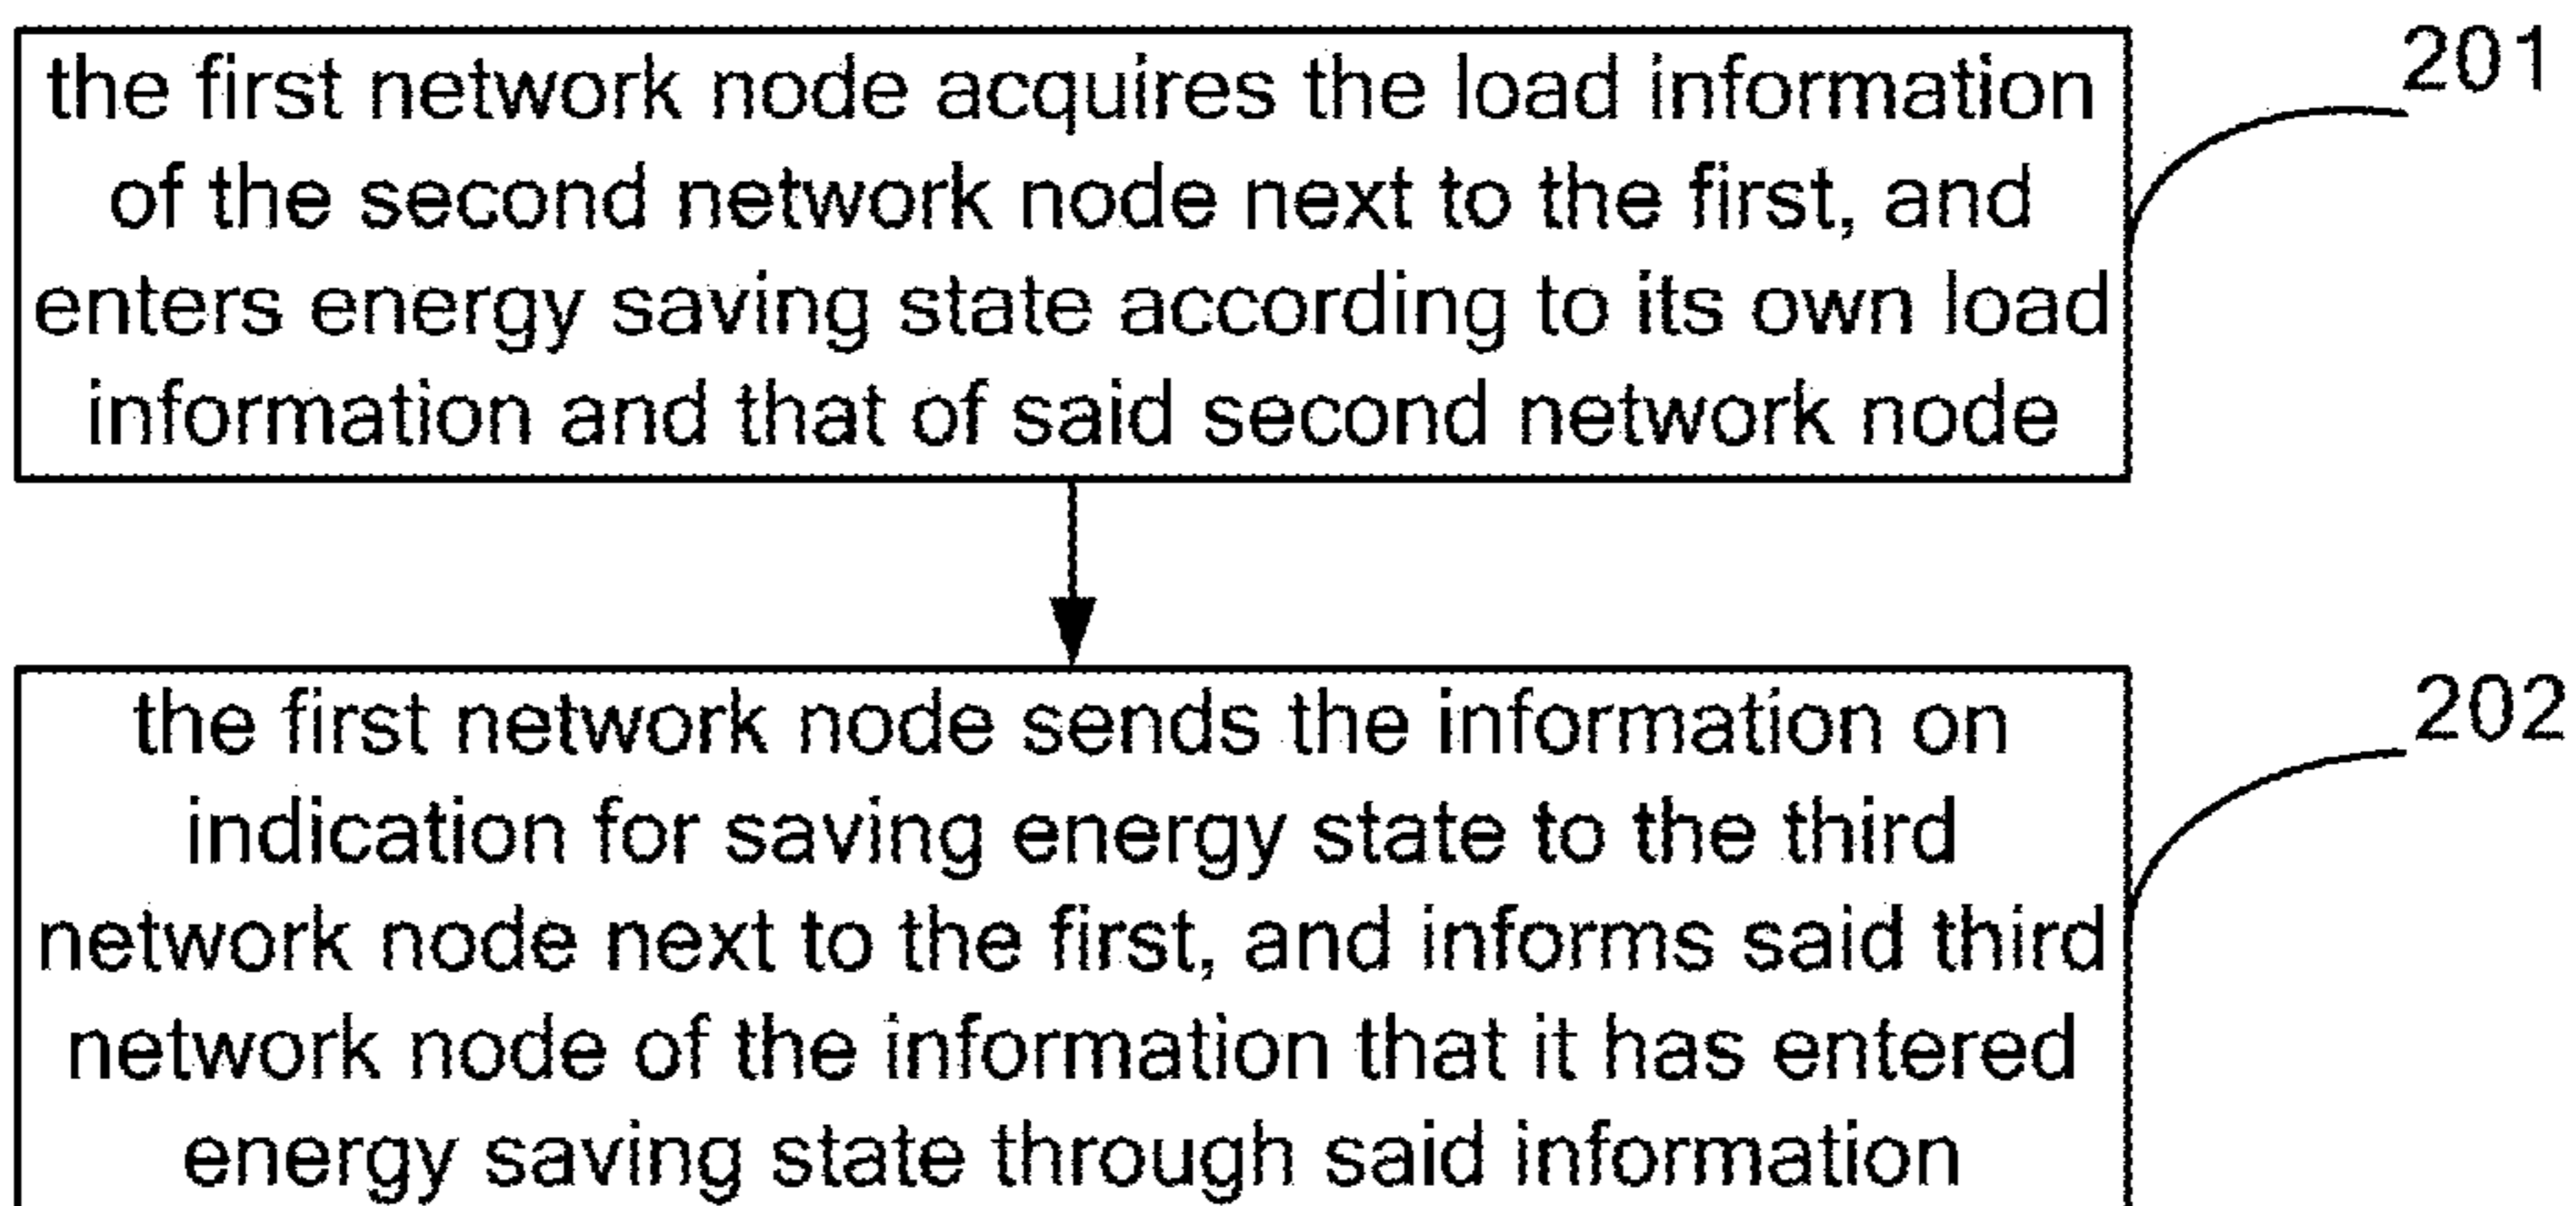 the first network node acquires the load information
of the second network node next to the first, and
enters energy saving state according to its own load
information and that of said second network node
201
the first network node sends the information on
indication for saving energy state to the third
network node next to the first, and informs said third
network node of the information that it has entered
energy saving state through said information
202